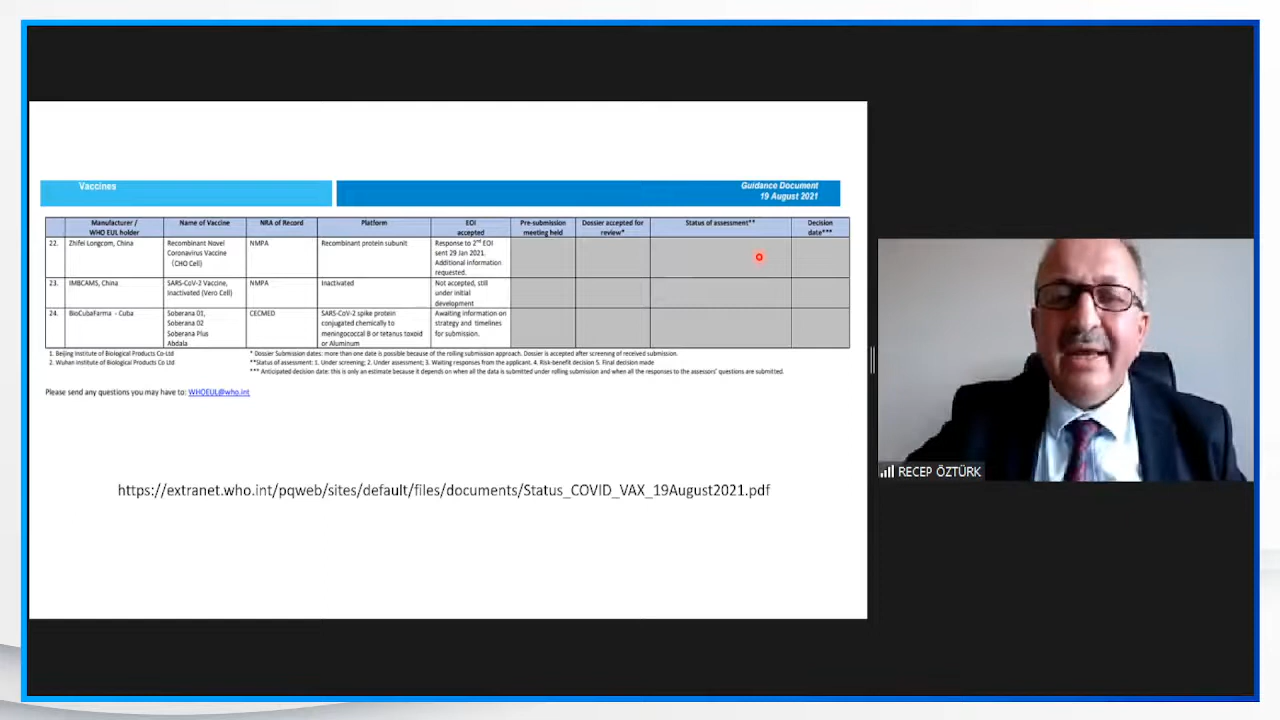 Vaccines
Guidance Document
19 August 2021
Manufacturer / WHO EUL holder
Name of Vaccine
NRA of Record
Platform
EOI accepted
Pre-submission meeting held
Dossier accepted for review*
Status of assessment**
Decision date***
22.
Zhifei Longcom, China
Recombinant Novel
Coronavirus Vaccine
(CHO Cell)
NMPA
Recombinant protein subunit
Response to 2nd EOI
sent 29 Jan 2021.
Additional information
requested.
23.
IMBCAMS, China
SARS-CoV-2 Vaccine,
Inactivated (Vero Cell)
NMPA
Inactivated
Not accepted, still
under initial
development
24.
BioCubaFarma - Cuba
Soberana 01,
Soberana 02
Soberana Plus
Abdala
CECMED
SARS-CoV-2 spike protein
conjugated chemically to
meningococcal B or tetanus toxoid
or Aluminum
Awaiting information on
strategy and timelines
for submission.
1. Beijing Institute of Biological Products Co-Ltd
2. Wuhan Institute of Biological Products Co Ltd
* Dossier Submission dates: more than one date is possible because of the rolling submission approach. Dossier is accepted after screening of received submission.
**Status of assessment: 1. Under screening; 2. Under assessment; 3. Waiting responses from the applicant. 4. Risk-benefit decision 5. Final decision made
*** Anticipated decision date: this is only an estimate because it depends on when all the data is submitted under rolling submission and when all the responses to the assessors' questions are submitted.
Please send any questions you may have to: WHOEUL@who.int
https://extranet.who.int/pqweb/sites/default/files/documents/Status_COVID_VAX_19August2021.pdf
RECEP ÖZTÜRK